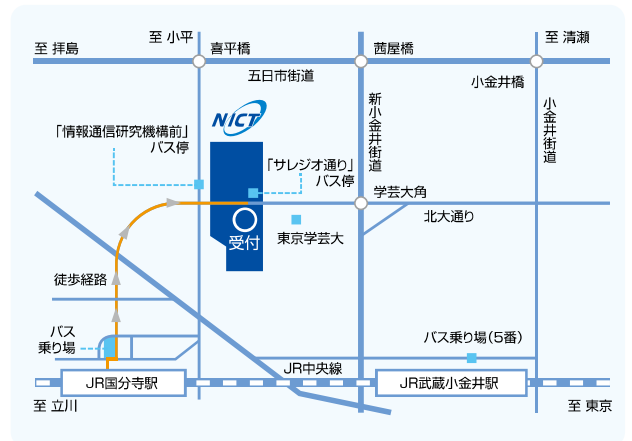 至 小平
喜平橋
茜屋橋
至 清瀬
至 拝島
五日市街道
小金井橋
新小金井街道
小金井街道
NICT
「情報通信研究機構前」
バス停
「サレジオ通り」
バス停
学芸大角
北大通り
受付
東京学芸大
徒歩経路
バス
乗り場
バス乗り場(5番)
JR中央線
JR国分寺駅
JR武蔵小金井駅
至 立川
至 東京